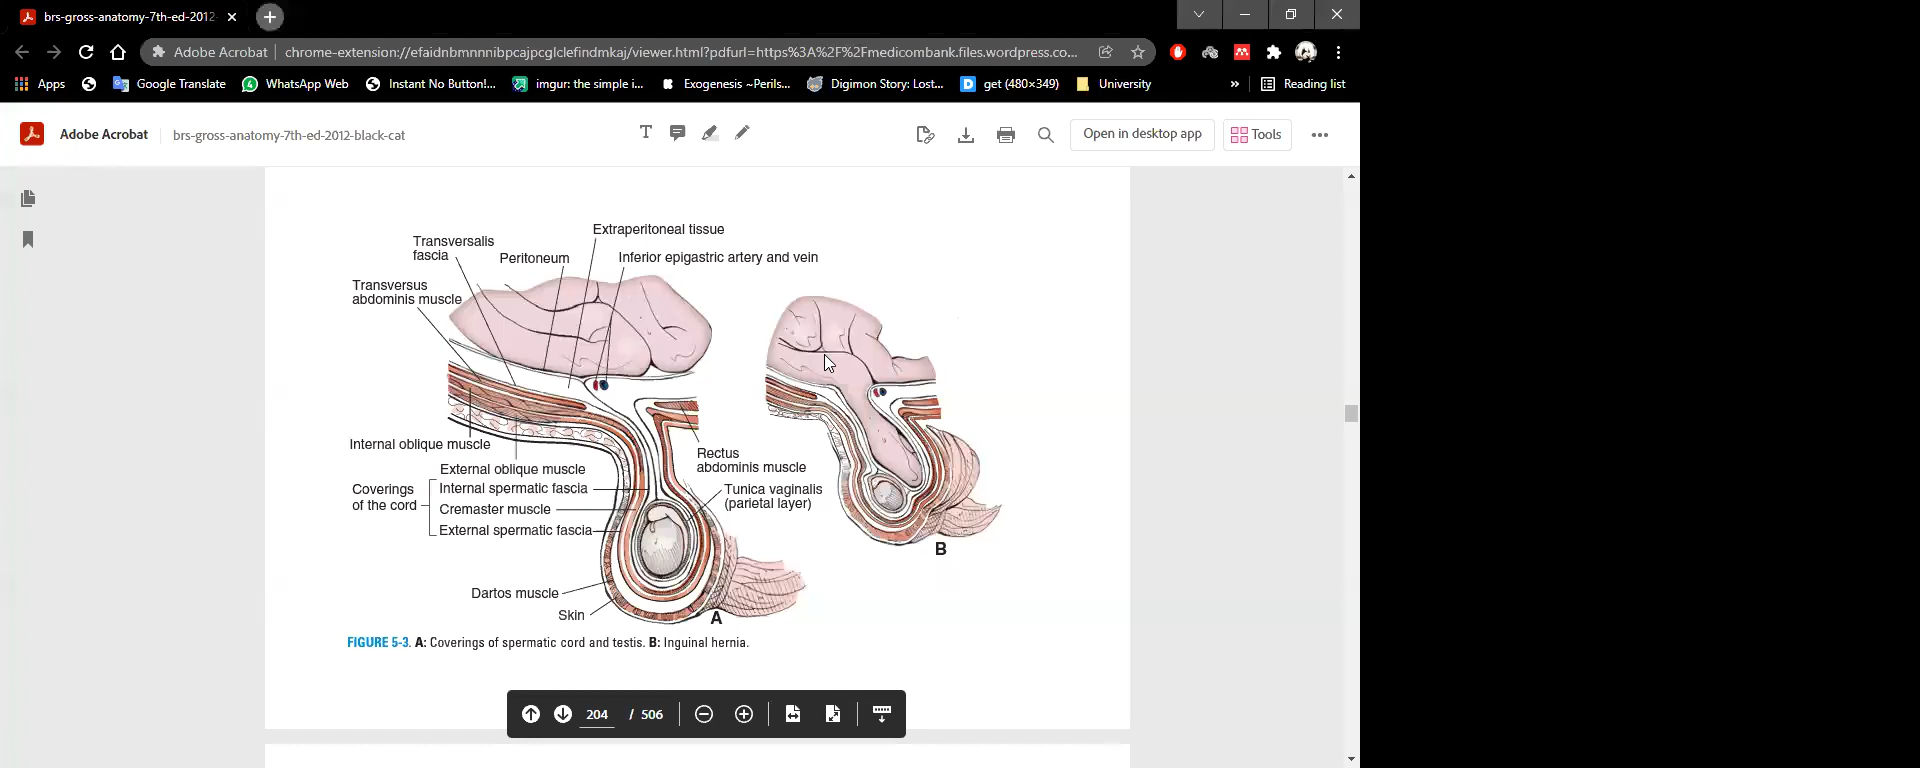 brs-gross-anatomy-7th-ed-2012-
Adobe Acrobat
chrome-extension://efaidnbmnnnibpcajpcglclefindmkaj/viewer.html?pdfurl=https%3A%2F%2Fmedicombank.files.wordpress.co...
Apps
Google Translate
WhatsApp Web
Instant No Button!...
imgur: the simple i...
Exogenesis ~Perils...
Digimon Story: Lost...
get (480×349)
University
»
Reading list
Adobe Acrobat
brs-gross-anatomy-7th-ed-2012-black-cat
Open in desktop app
Tools
Extraperitoneal tissue
Transversalis
fascia
Peritoneum
Inferior epigastric artery and vein
Transversus
abdominis muscle
Internal oblique muscle
External oblique muscle
Rectus
abdominis muscle
Coverings
of the cord
Internal spermatic fascia
Cremaster muscle
External spermatic fascia
Tunica vaginalis
(parietal layer)
B
Dartos muscle
Skin
A
FIGURE 5-3. A: Coverings of spermatic cord and testis. B: Inguinal hernia.
204 / 506